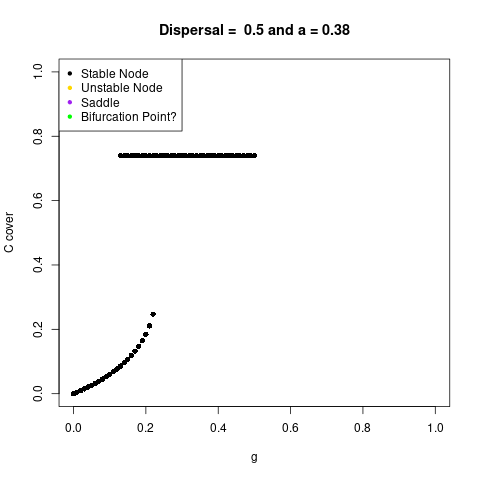 Dispersal =  0.5 and a = 0.38
Stable Node
Unstable Node
Saddle
Bifurcation Point?
C cover
1.0
0.8
0.6
0.4
0.2
0.0
0.0 0.2 0.4 0.6 0.8 1.0
g